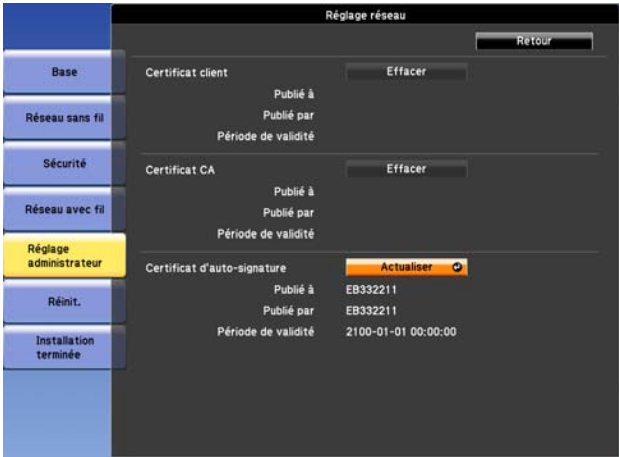 Réglage réseau
Retour
Base
Réseau sans fil
Sécurité
Réseau avec fil
Réglage
administrateur
Réinit.
Installation
terminée
Certificat client Effacer
Publié à
Publié par
Période de validité
Certificat CA Effacer
Publié à
Publié par
Période de validité
Certificat d'auto-signature Actualiser
Publié à EB332211
Publié par EB332211
Période de validité 2100-01-01 00:00:00